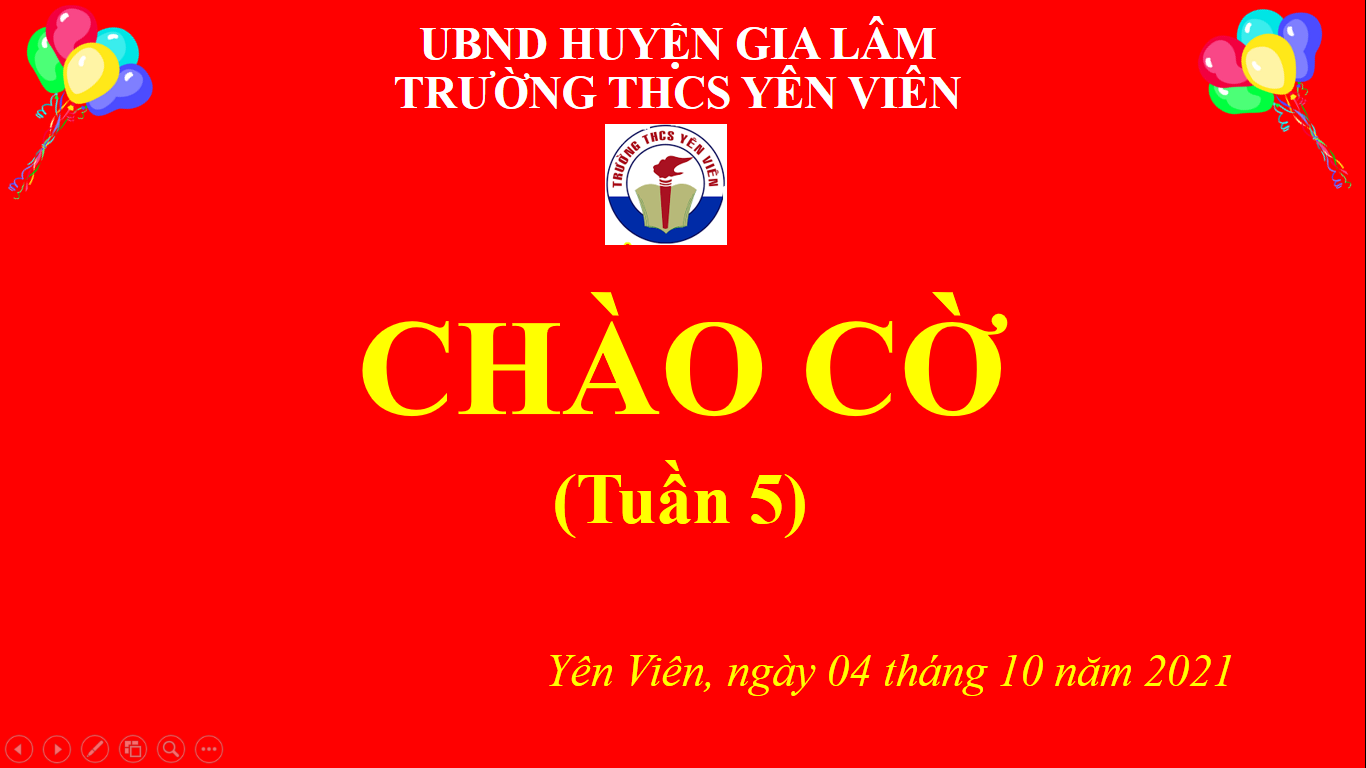 UBND HUYỆN GIA LÂM
TRƯỜNG THCS YÊN VIÊN
TRƯỜNG THCS YÊN VIÊN
CHÀO CỜ
(Tuần 5)
Yên Viên, ngày 04 tháng 10 năm 2021